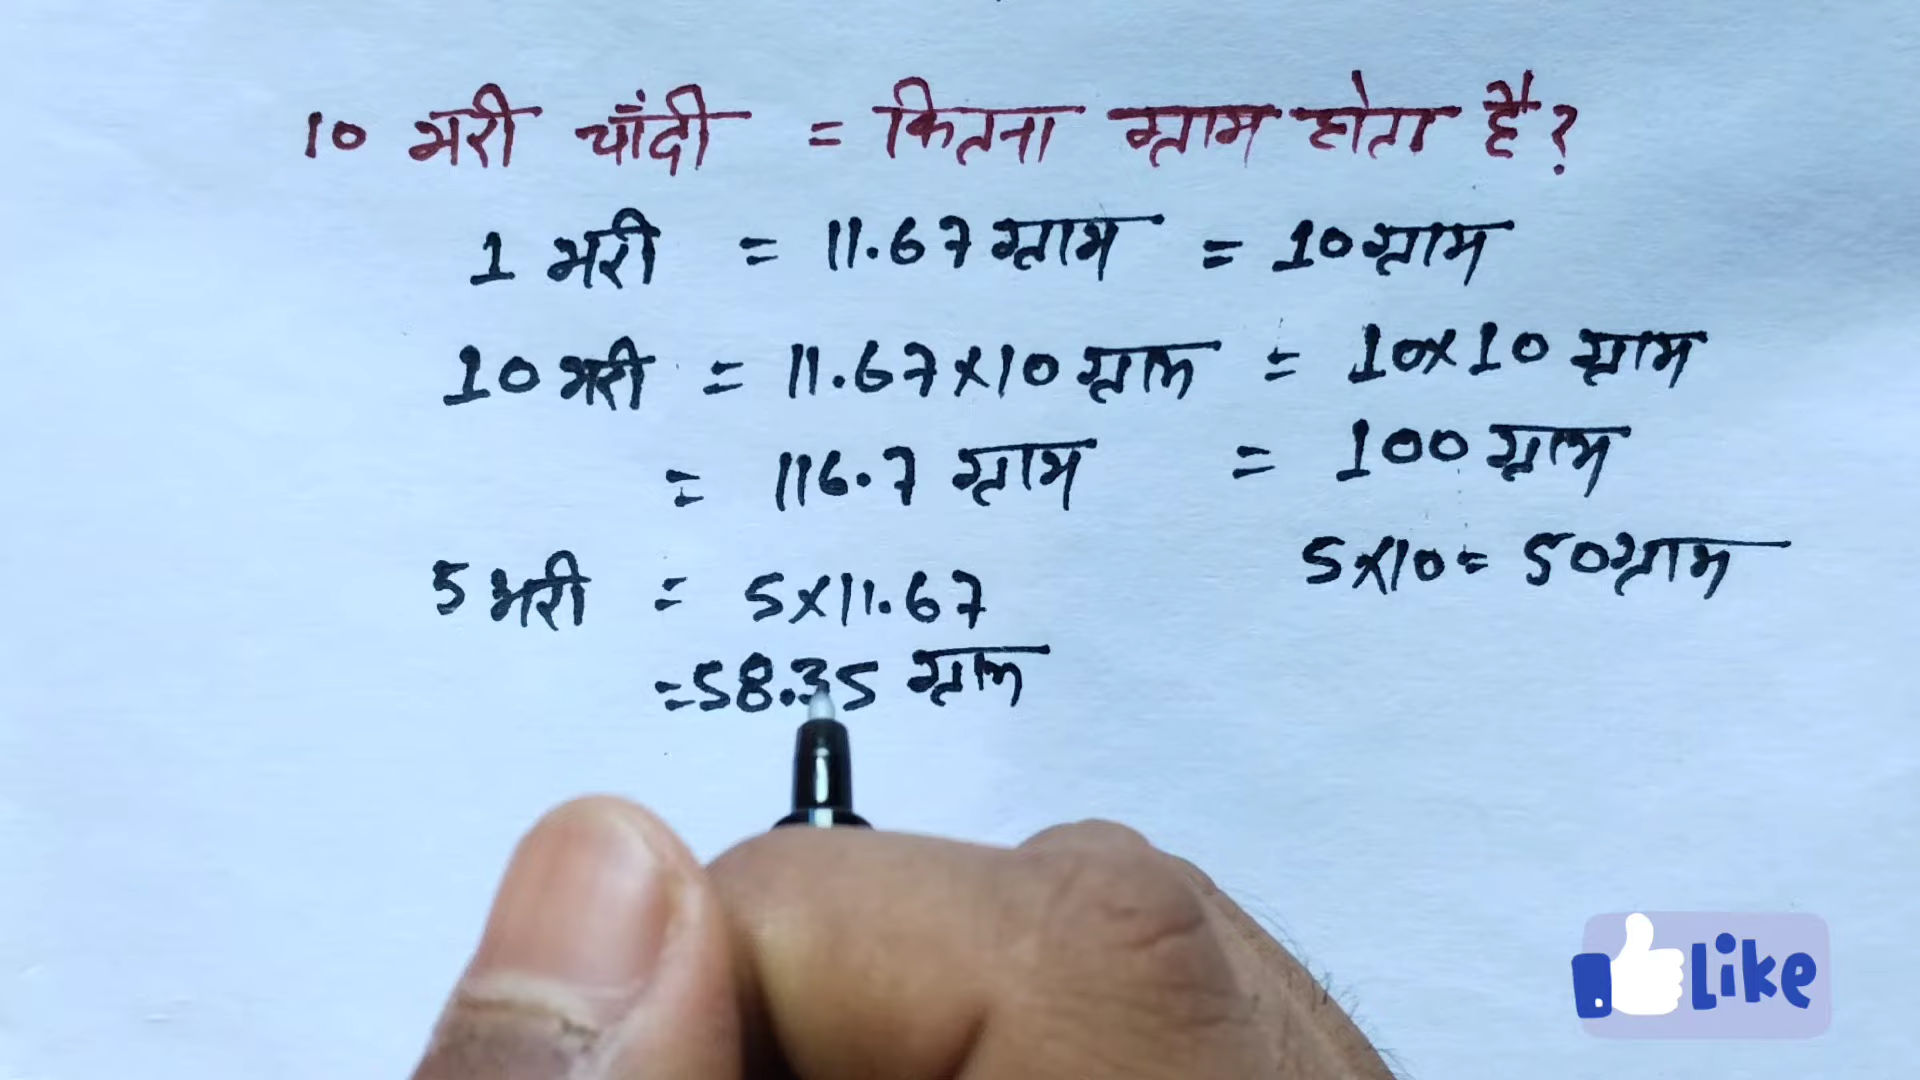 10 भरी चाँदी = कितना ग्राम होता है?
1 भरी = 11.67 ग्राम = 10 ग्राम
10 भरी = 11.67×10 ग्राम = 10×10 ग्राम
= 116.7 ग्राम = 100 ग्राम
5 भरी = 5×11.67 5×10 = 50 ग्राम
= 58.35 ग्राम
Like